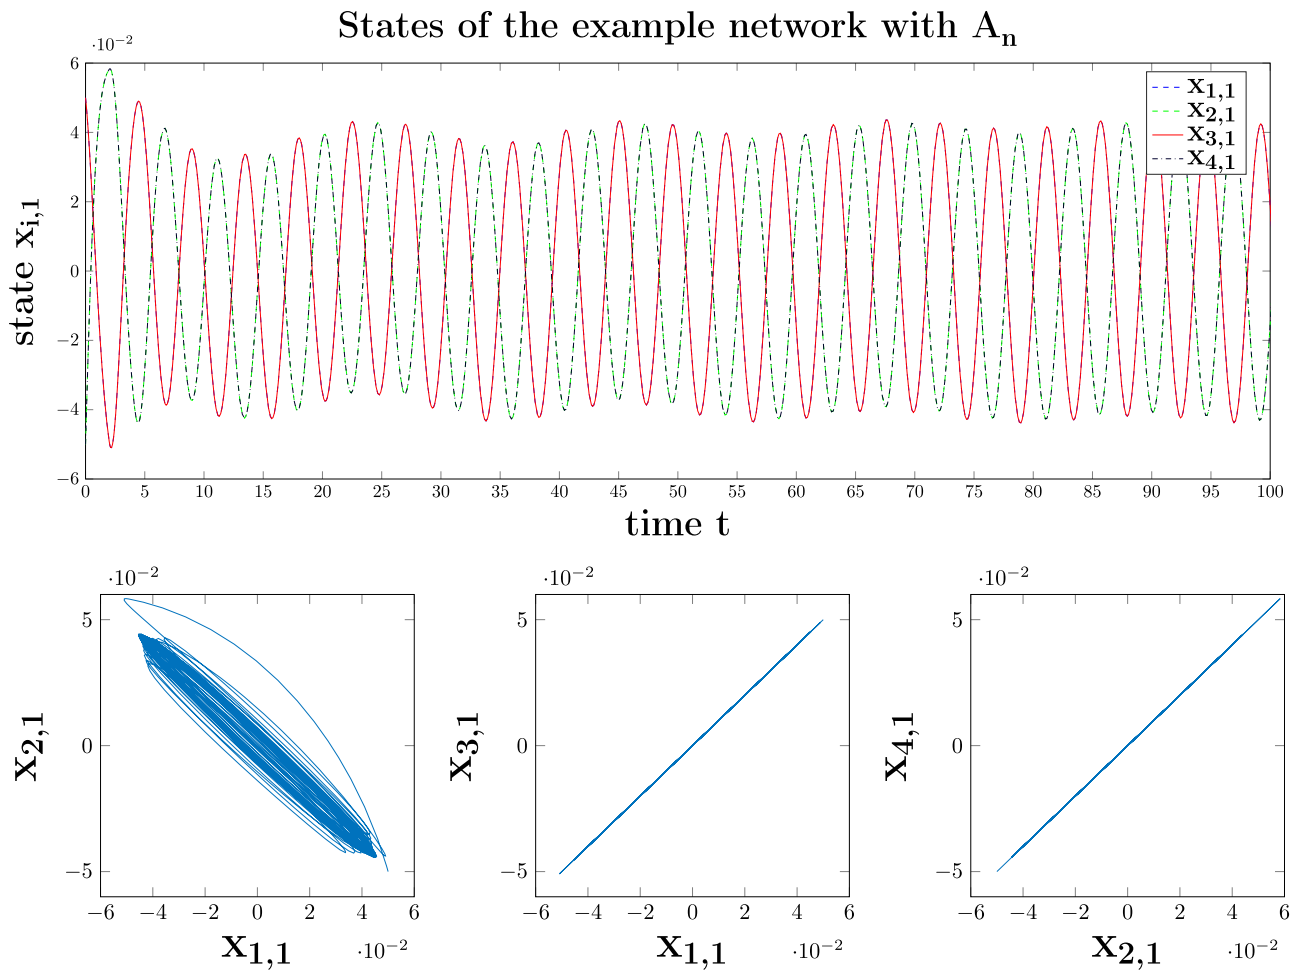 States of the example network with Aₙ
·10⁻²
6
4
2
0
−2
−4
−6
state xᵢ,₁
x₁,₁
x₂,₁
x₃,₁
x₄,₁
0 5 10 15 20 25 30 35 40 45 50 55 60 65 70 75 80 85 90 95 100
time t
·10⁻² ·10⁻² ·10⁻²
5 5 5
0 0 0
−5 −5 −5
x₂,₁ x₃,₁ x₄,₁
−6 −4 −2 0 2 4 6 −6 −4 −2 0 2 4 6 −6 −4 −2 0 2 4 6
x₁,₁ ·10⁻² x₁,₁ ·10⁻² x₂,₁ ·10⁻²